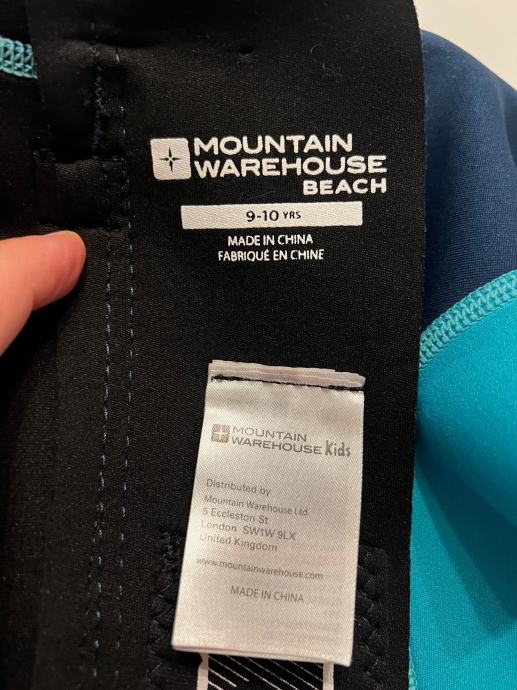 MOUNTAIN
WAREHOUSE
BEACH
9-10 YRS
MADE IN CHINA
FABRIQUÉ EN CHINE
MOUNTAIN
WAREHOUSE Kids
Distributed by
Mountain Warehouse Ltd.
5 Eccleston St
London SW1W 9LX
United Kingdom
www.mountainwarehouse.com
MADE IN CHINA